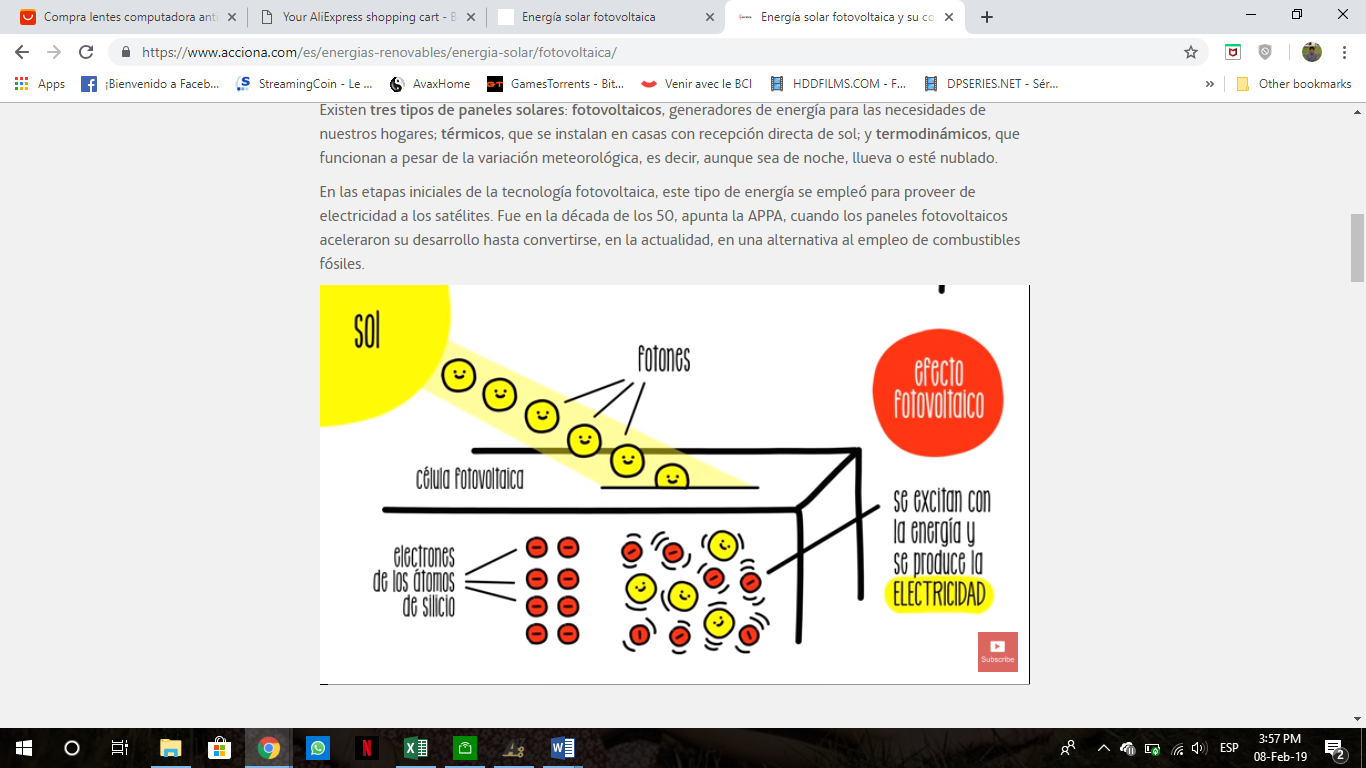 Compra lentes computadora anti
Your AliExpress shopping cart - B
Energía solar fotovoltaica
Energía solar fotovoltaica y su co
https://www.acciona.com/es/energias-renovables/energia-solar/fotovoltaica/
Apps
¡Bienvenido a Faceb...
StreamingCoin - Le ...
AvaxHome
GamesTorrents - Bit...
Venir avec le BCI
HDDFILMS.COM - F...
DPSERIES.NET - Sér...
»
Other bookmarks
Existen tres tipos de paneles solares: fotovoltaicos, generadores de energía para las necesidades de
nuestros hogares; térmicos, que se instalan en casas con recepción directa de sol; y termodinámicos, que
funcionan a pesar de la variación meteorológica, es decir, aunque sea de noche, llueva o esté nublado.
En las etapas iniciales de la tecnología fotovoltaica, este tipo de energía se empleó para proveer de
electricidad a los satélites. Fue en la década de los 50, apunta la APPA, cuando los paneles fotovoltaicos
aceleraron su desarrollo hasta convertirse, en la actualidad, en una alternativa al empleo de combustibles
fósiles.
sol
fotones
efecto
fotovoltaico
célula fotovoltaica
electrones
de los átomos
de silicio
se excitan con
la energía y
se produce la
ELECTRICIDAD
Subscribe
ESP
3:57 PM
08-Feb-19
2